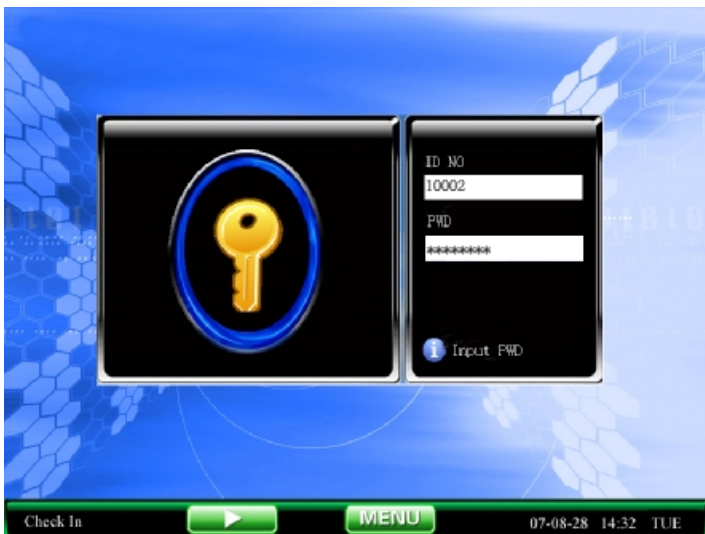 ID NO
10002
PWD
********
Input PWD
Check In
MENU
07-08-28 14:32 TUE